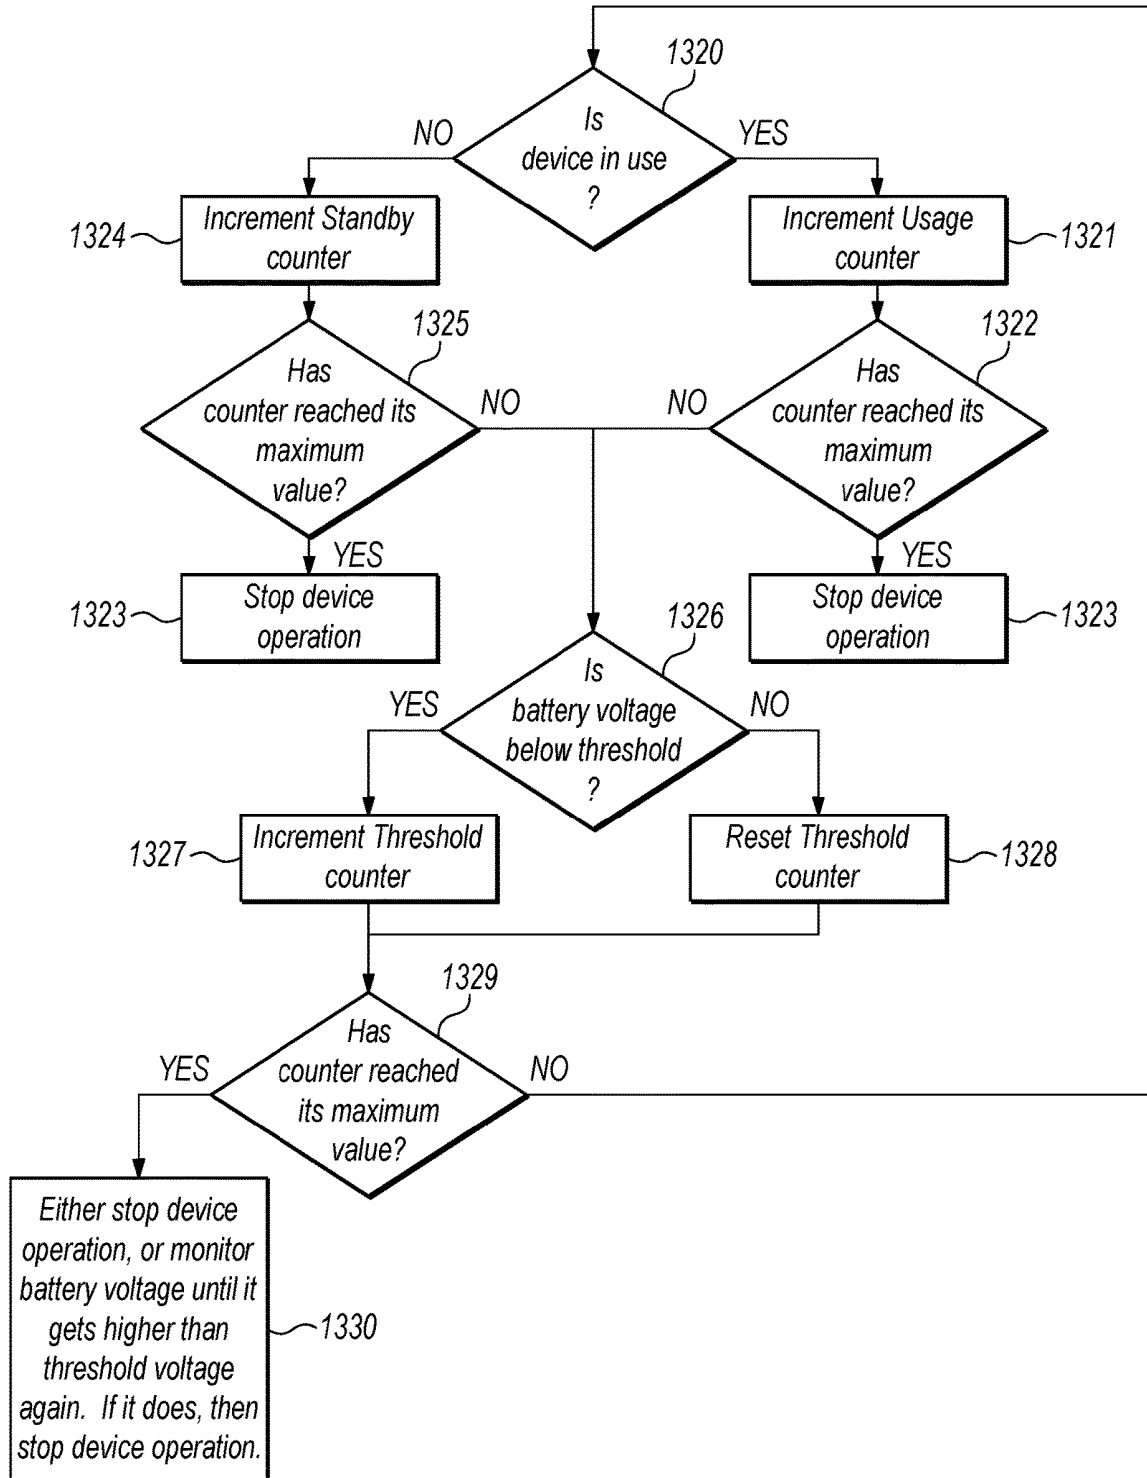 1320
Is
device in use
?
NO
YES
Increment Standby
counter
1324
Increment Usage
counter
1321
1325
Has
counter reached its
maximum
value?
NO
1322
Has
counter reached its
maximum
value?
NO
YES
Stop device
operation
1323
YES
Stop device
operation
1323
1326
Is
battery voltage
below threshold
?
YES
NO
Increment Threshold
counter
1327
Reset Threshold
counter
1328
1329
Has
counter reached
its maximum
value?
YES
NO
Either stop device
operation, or monitor
battery voltage until it
gets higher than
threshold voltage
again. If it does, then
stop device operation.
1330